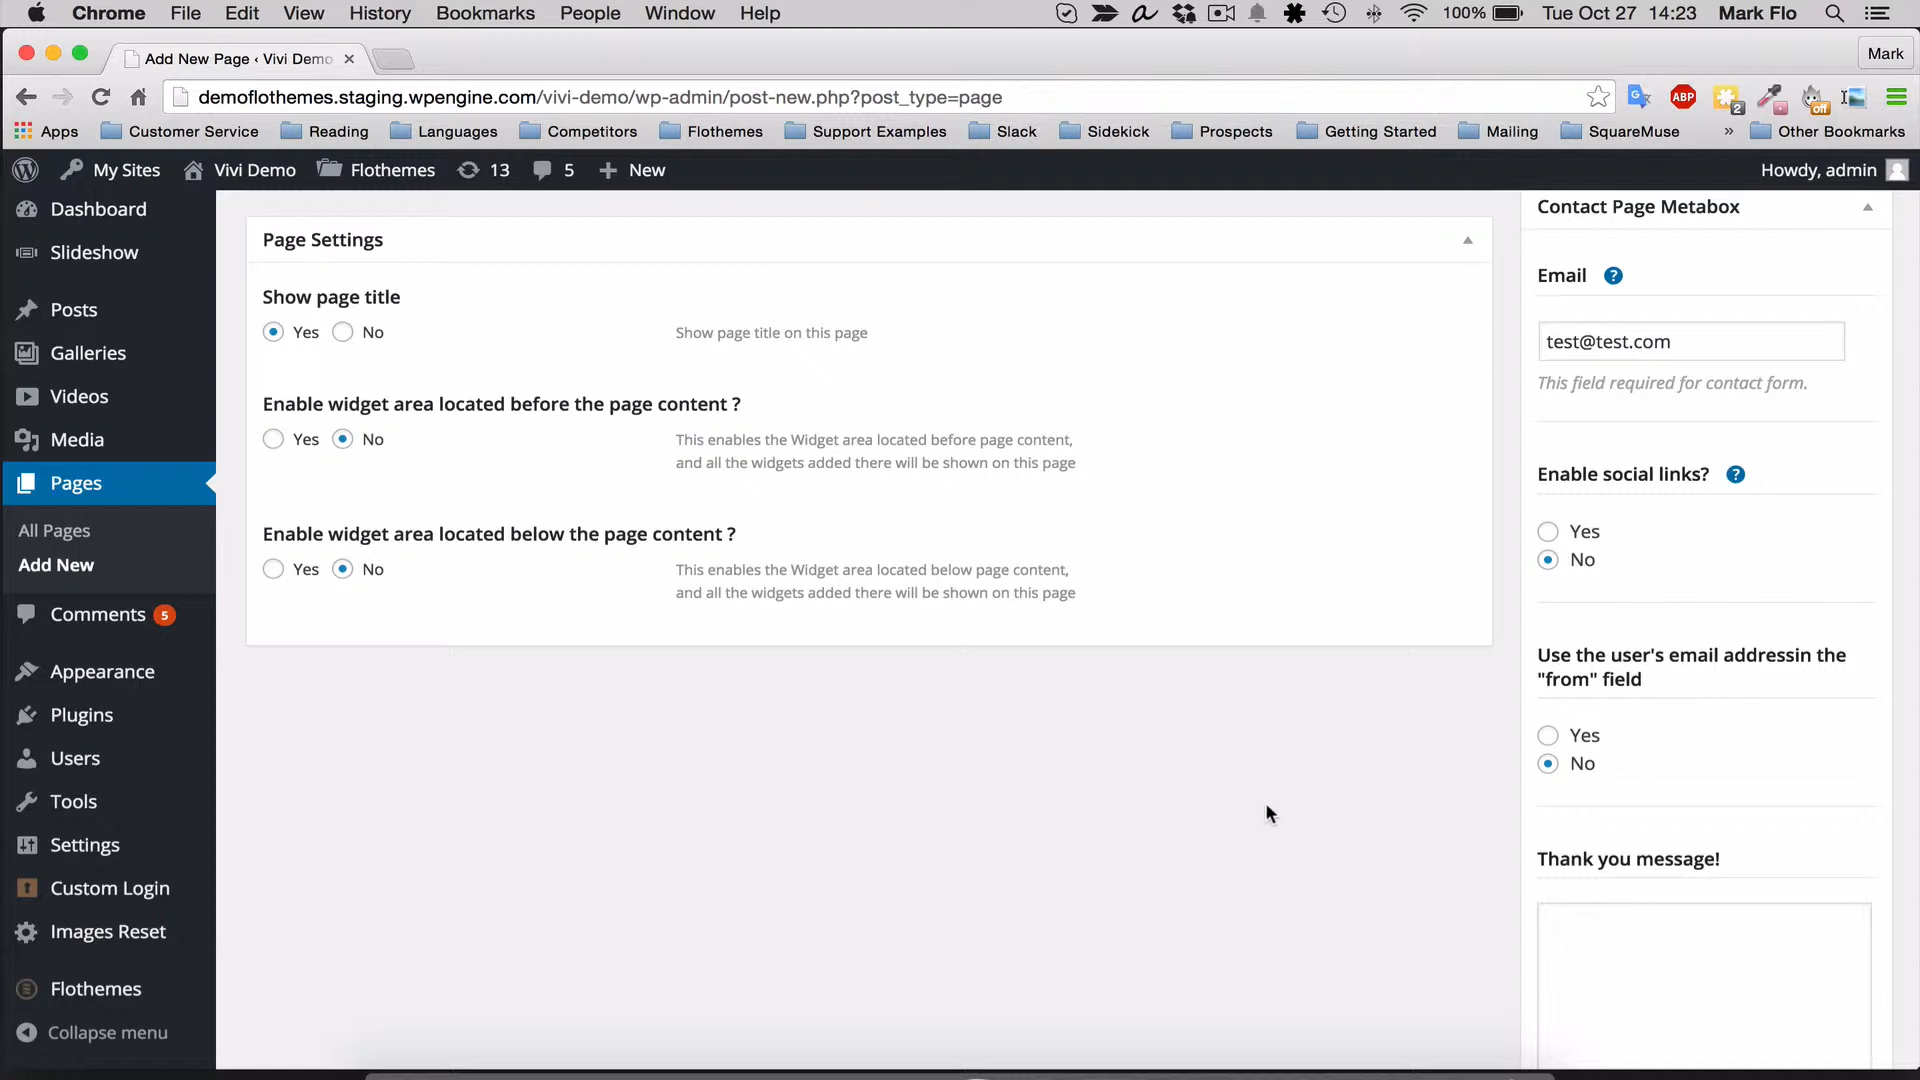 Chrome File Edit View History Bookmarks People Window Help 100% Tue Oct 27 14:23 Mark Flo
Add New Page ‹ Vivi Demo Mark
demoflothemes.staging.wpengine.com/vivi-demo/wp-admin/post-new.php?post_type=page ABP 2 off
Apps Customer Service Reading Languages Competitors Flothemes Support Examples Slack Sidekick Prospects Getting Started Mailing SquareMuse » Other Bookmarks
My Sites Vivi Demo Flothemes 13 5 New Howdy, admin
Dashboard
Slideshow
Posts
Galleries
Videos
Media
Pages
All Pages
Add New
Comments 5
Appearance
Plugins
Users
Tools
Settings
Custom Login
Images Reset
Flothemes
Collapse menu
Page Settings
Show page title
Yes No Show page title on this page
Enable widget area located before the page content ?
Yes No This enables the Widget area located before page content,
and all the widgets added there will be shown on this page
Enable widget area located below the page content ?
Yes No This enables the Widget area located below page content,
and all the widgets added there will be shown on this page
Contact Page Metabox
Email ?
test@test.com
This field required for contact form.
Enable social links? ?
Yes
No
Use the user's email addressin the
"from" field
Yes
No
Thank you message!